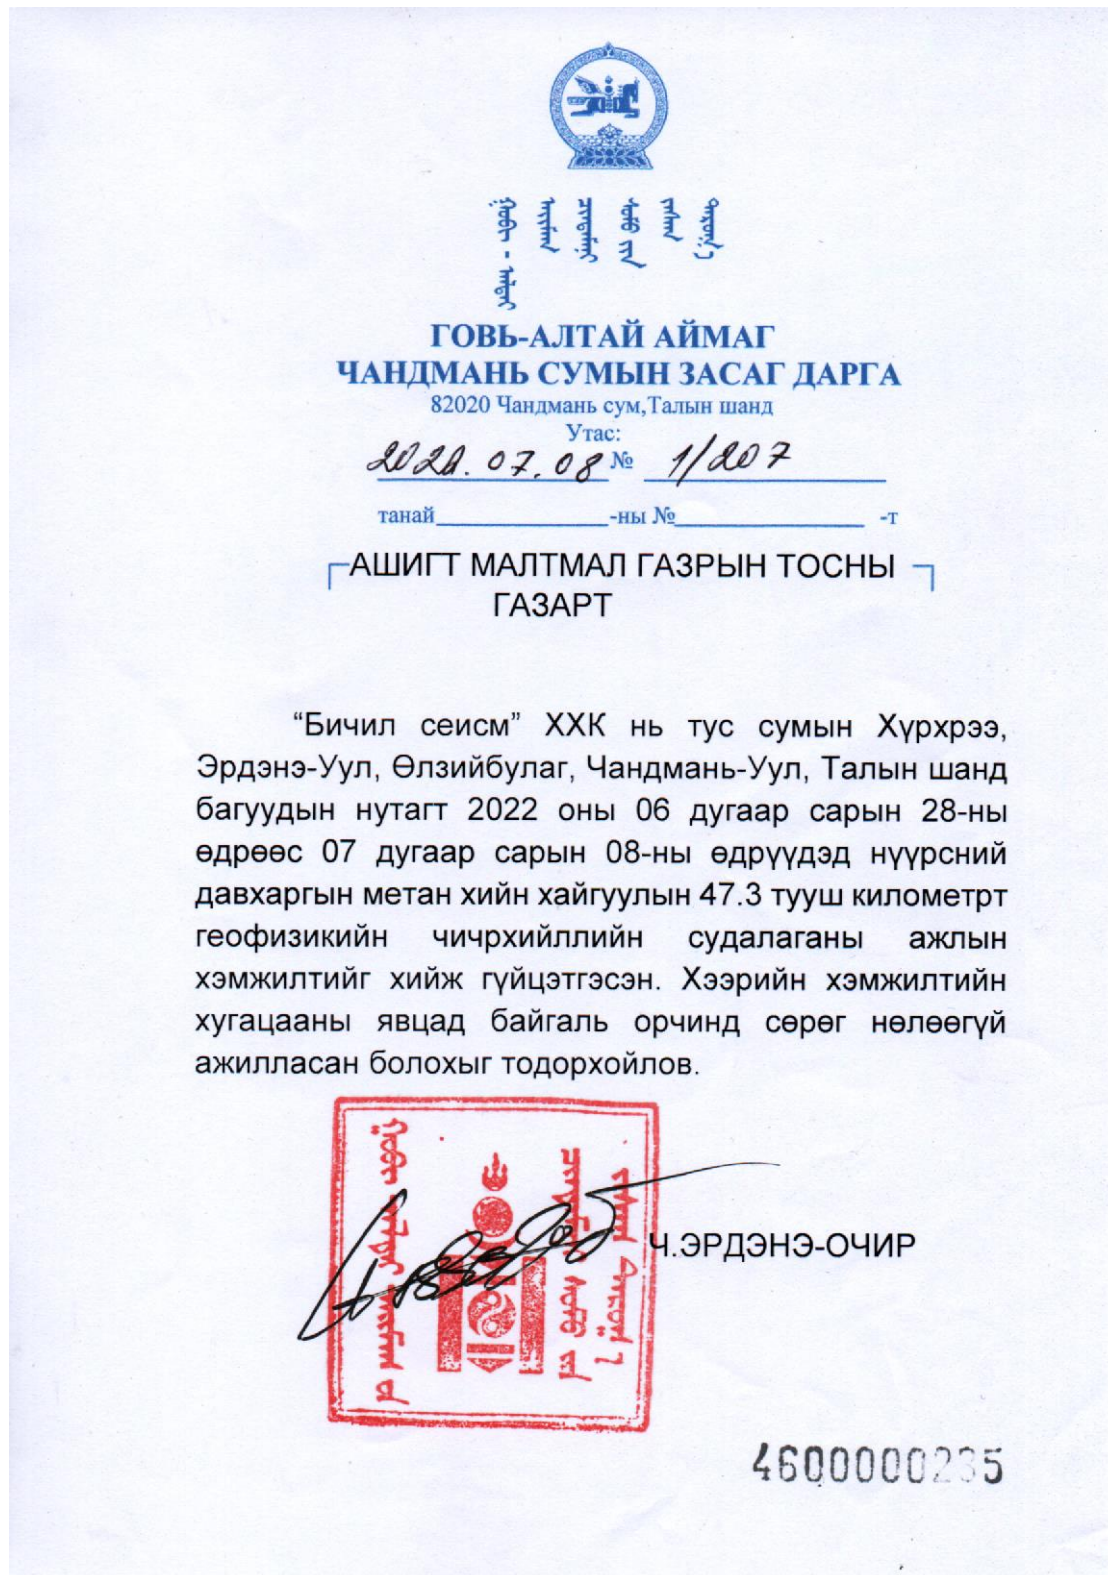 ᠭᠣᠪᠢ - ᠠᠯᠲᠠᠢ
ᠠᠶᠢᠮᠠᠭ
ГОВЬ-АЛТАЙ АЙМАГ
ЧАНДМАНЬ СУМЫН ЗАСАГ ДАРГА
82020 Чандмань сум,Талын шанд
Утас:
2022.07.08 № 1/207
танай -ны № -т
АШИГТ МАЛТМАЛ ГАЗРЫН ТОСНЫ
ГАЗАРТ
“Бичил сеисм” ХХК нь тус сумын Хүрхрээ,
Эрдэнэ-Уул, Өлзийбулаг, Чандмань-Уул, Талын шанд
багуудын нутагт 2022 оны 06 дугаар сарын 28-ны
өдрөөс 07 дугаар сарын 08-ны өдрүүдэд нүүрсний
давхаргын метан хийн хайгуулын 47.3 тууш километрт
геофизикийн чичрхийллийн судалаганы ажлын
хэмжилтийг хийж гүйцэтгэсэн. Хээрийн хэмжилтийн
хугацааны явцад байгаль орчинд сөрөг нөлөөгүй
ажилласан болохыг тодорхойлов.
Ч.ЭРДЭНЭ-ОЧИР
4600000235